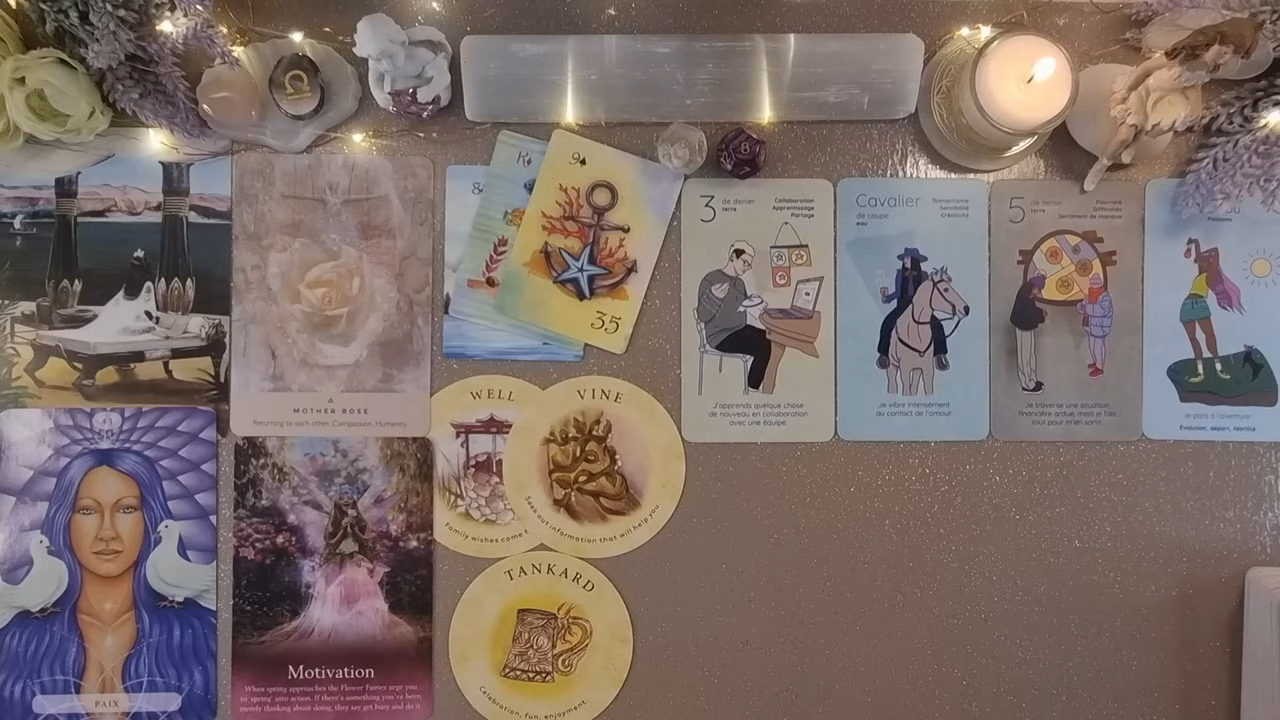 A
MOTHER ROSE
Returning to each other. Compassion. Humanity.
PAIX
Motivation
When spring approaches the Flower Fairies urge you
to 'spring' into action. If there's something you've been
merely thinking about doing, they say get busy and do it.
8
K
9♠
35
WELL
Family wishes come t
VINE
Seek out information that will help you.
TANKARD
Celebration, fun, enjoyment.
8
3
de denier
terre
Collaboration
Apprentissage
Partage
J'apprends quelque chose
de nouveau en collaboration
avec une équipe.
Cavalier
de coupe
eau
Romantisme
Sensibilité
Créativité
Je vibre intensément
au contact de l'amour.
5
de denier
terre
Pauvreté
Difficultés
Sentiment de manque
Je traverse une situation
financière ardue, mais je fais
tout pour m'en sortir.
Je pars à l'aventure!
Évolution, départ,